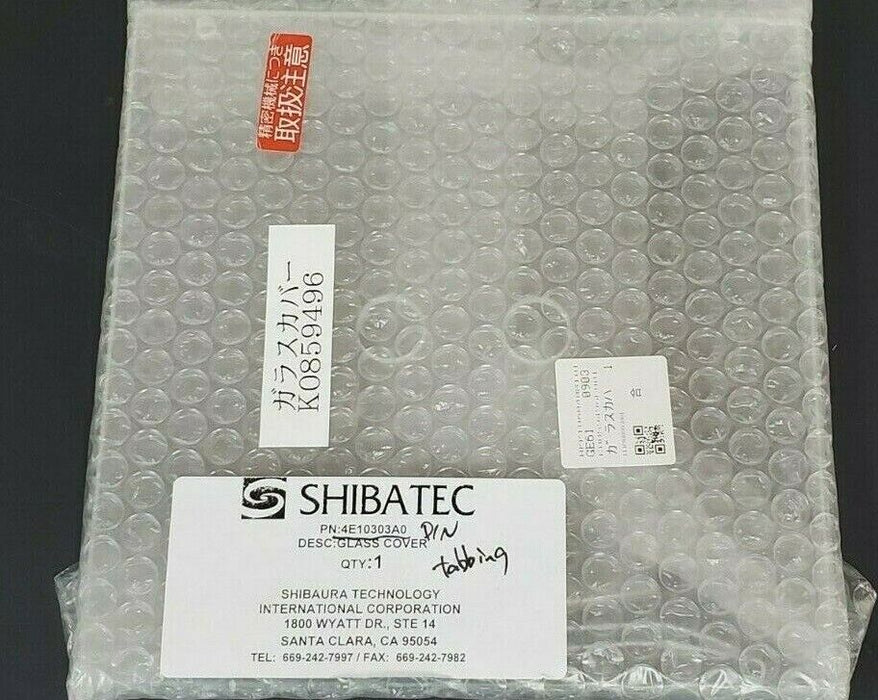 精密機械につき
取扱注意
ガラスカバー
K0859496
GE61 0903
ガ ラスカバ 1
SHIBATEC
PN:4E10303A0 P/N
DESC:GLASS COVER tabbing
QTY:1
SHIBAURA TECHNOLOGY
INTERNATIONAL CORPORATION
1800 WYATT DR., STE 14
SANTA CLARA, CA 95054
TEL: 669-242-7997 / FAX: 669-242-7982